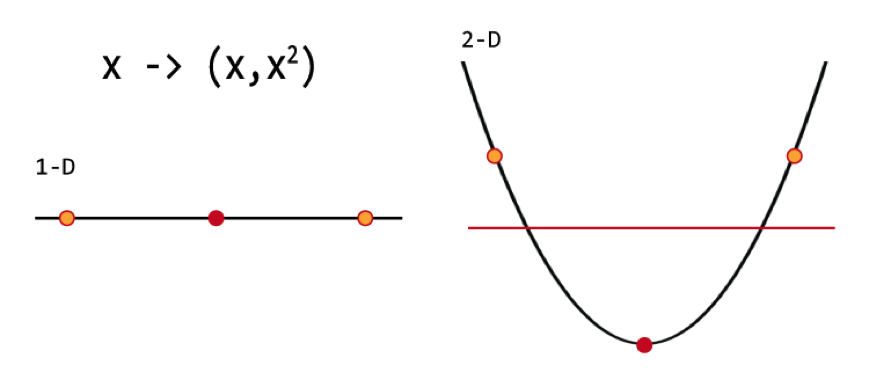 x -> (x,x²)
1-D
2-D